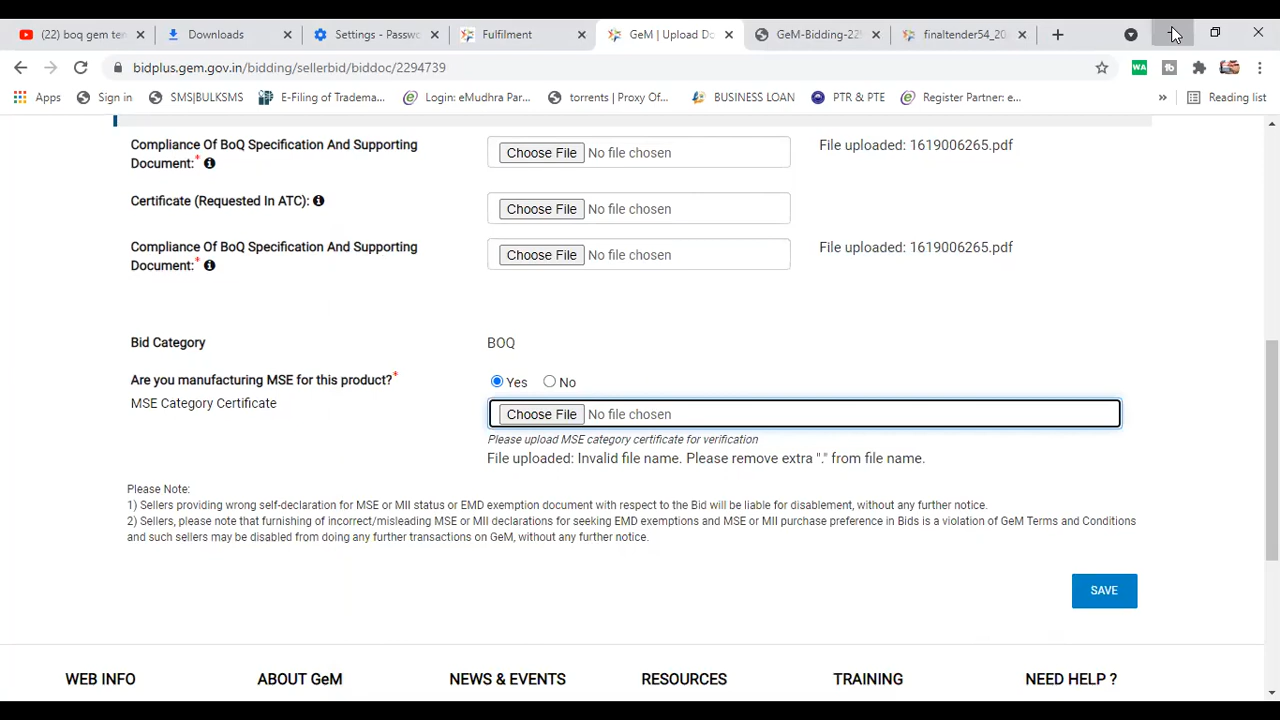 (22) boq gem ten
Downloads
Settings - Passwo
Fulfilment
GeM | Upload Do
GeM-Bidding-229
finaltender54_20
bidplus.gem.gov.in/bidding/sellerbid/biddoc/2294739
WA
Apps
Sign in
SMS|BULKSMS
E-Filing of Tradema...
Login: eMudhra Par...
torrents | Proxy Of...
BUSINESS LOAN
PTR & PTE
Register Partner: e...
»
Reading list
Compliance Of BoQ Specification And Supporting
Document:*
Choose File No file chosen
File uploaded: 1619006265.pdf
Certificate (Requested In ATC):
Choose File No file chosen
Compliance Of BoQ Specification And Supporting
Document:*
Choose File No file chosen
File uploaded: 1619006265.pdf
Bid Category
BOQ
Are you manufacturing MSE for this product?*
Yes
No
MSE Category Certificate
Choose File No file chosen
Please upload MSE category certificate for verification
File uploaded: Invalid file name. Please remove extra "." from file name.
Please Note:
1) Sellers providing wrong self-declaration for MSE or MII status or EMD exemption document with respect to the Bid will be liable for disablement, without any further notice.
2) Sellers, please note that furnishing of incorrect/misleading MSE or MII declarations for seeking EMD exemptions and MSE or MII purchase preference in Bids is a violation of GeM Terms and Conditions
and such sellers may be disabled from doing any further transactions on GeM, without any further notice.
SAVE
WEB INFO
ABOUT GeM
NEWS & EVENTS
RESOURCES
TRAINING
NEED HELP ?